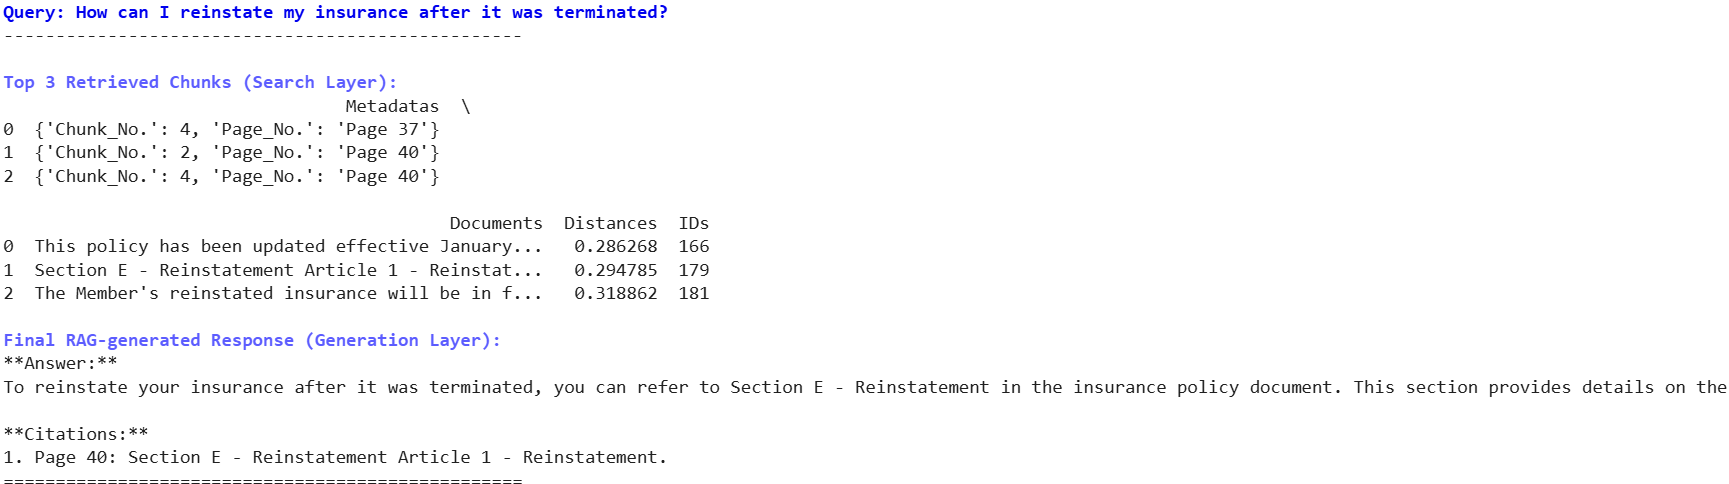 Query: How can I reinstate my insurance after it was terminated?
--------------------------------------------------
Top 3 Retrieved Chunks (Search Layer):
Metadatas \
0 {'Chunk_No.': 4, 'Page_No.': 'Page 37'}
1 {'Chunk_No.': 2, 'Page_No.': 'Page 40'}
2 {'Chunk_No.': 4, 'Page_No.': 'Page 40'}
Documents Distances IDs
0 This policy has been updated effective January... 0.286268 166
1 Section E - Reinstatement Article 1 - Reinstat... 0.294785 179
2 The Member's reinstated insurance will be in f... 0.318862 181
Final RAG-generated Response (Generation Layer):
**Answer:**
To reinstate your insurance after it was terminated, you can refer to Section E - Reinstatement in the insurance policy document. This section provides details on the
**Citations:**
1. Page 40: Section E - Reinstatement Article 1 - Reinstatement.
==================================================